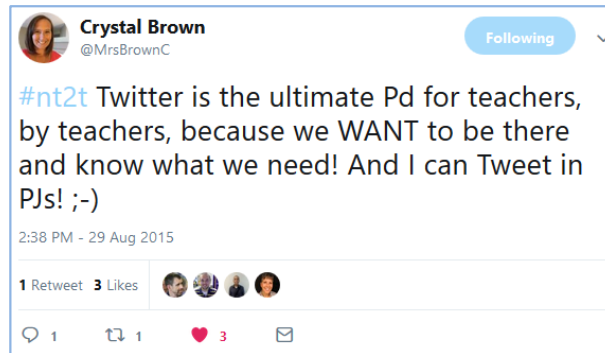 Crystal Brown
@MrsBrownC
Following
#nt2t Twitter is the ultimate Pd for teachers,
by teachers, because we WANT to be there
and know what we need! And I can Tweet in
PJs! ;-)
2:38 PM - 29 Aug 2015
1 Retweet 3 Likes
1 1 3